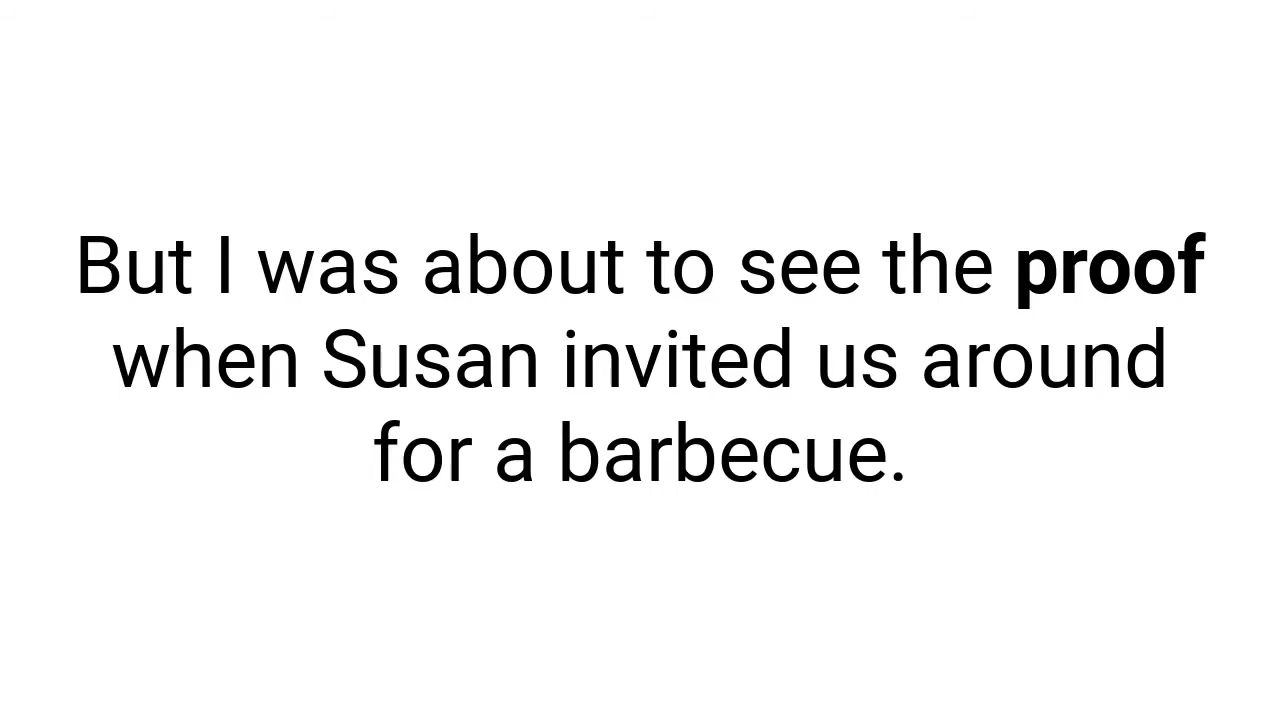 But I was about to see the proof
when Susan invited us around
for a barbecue.